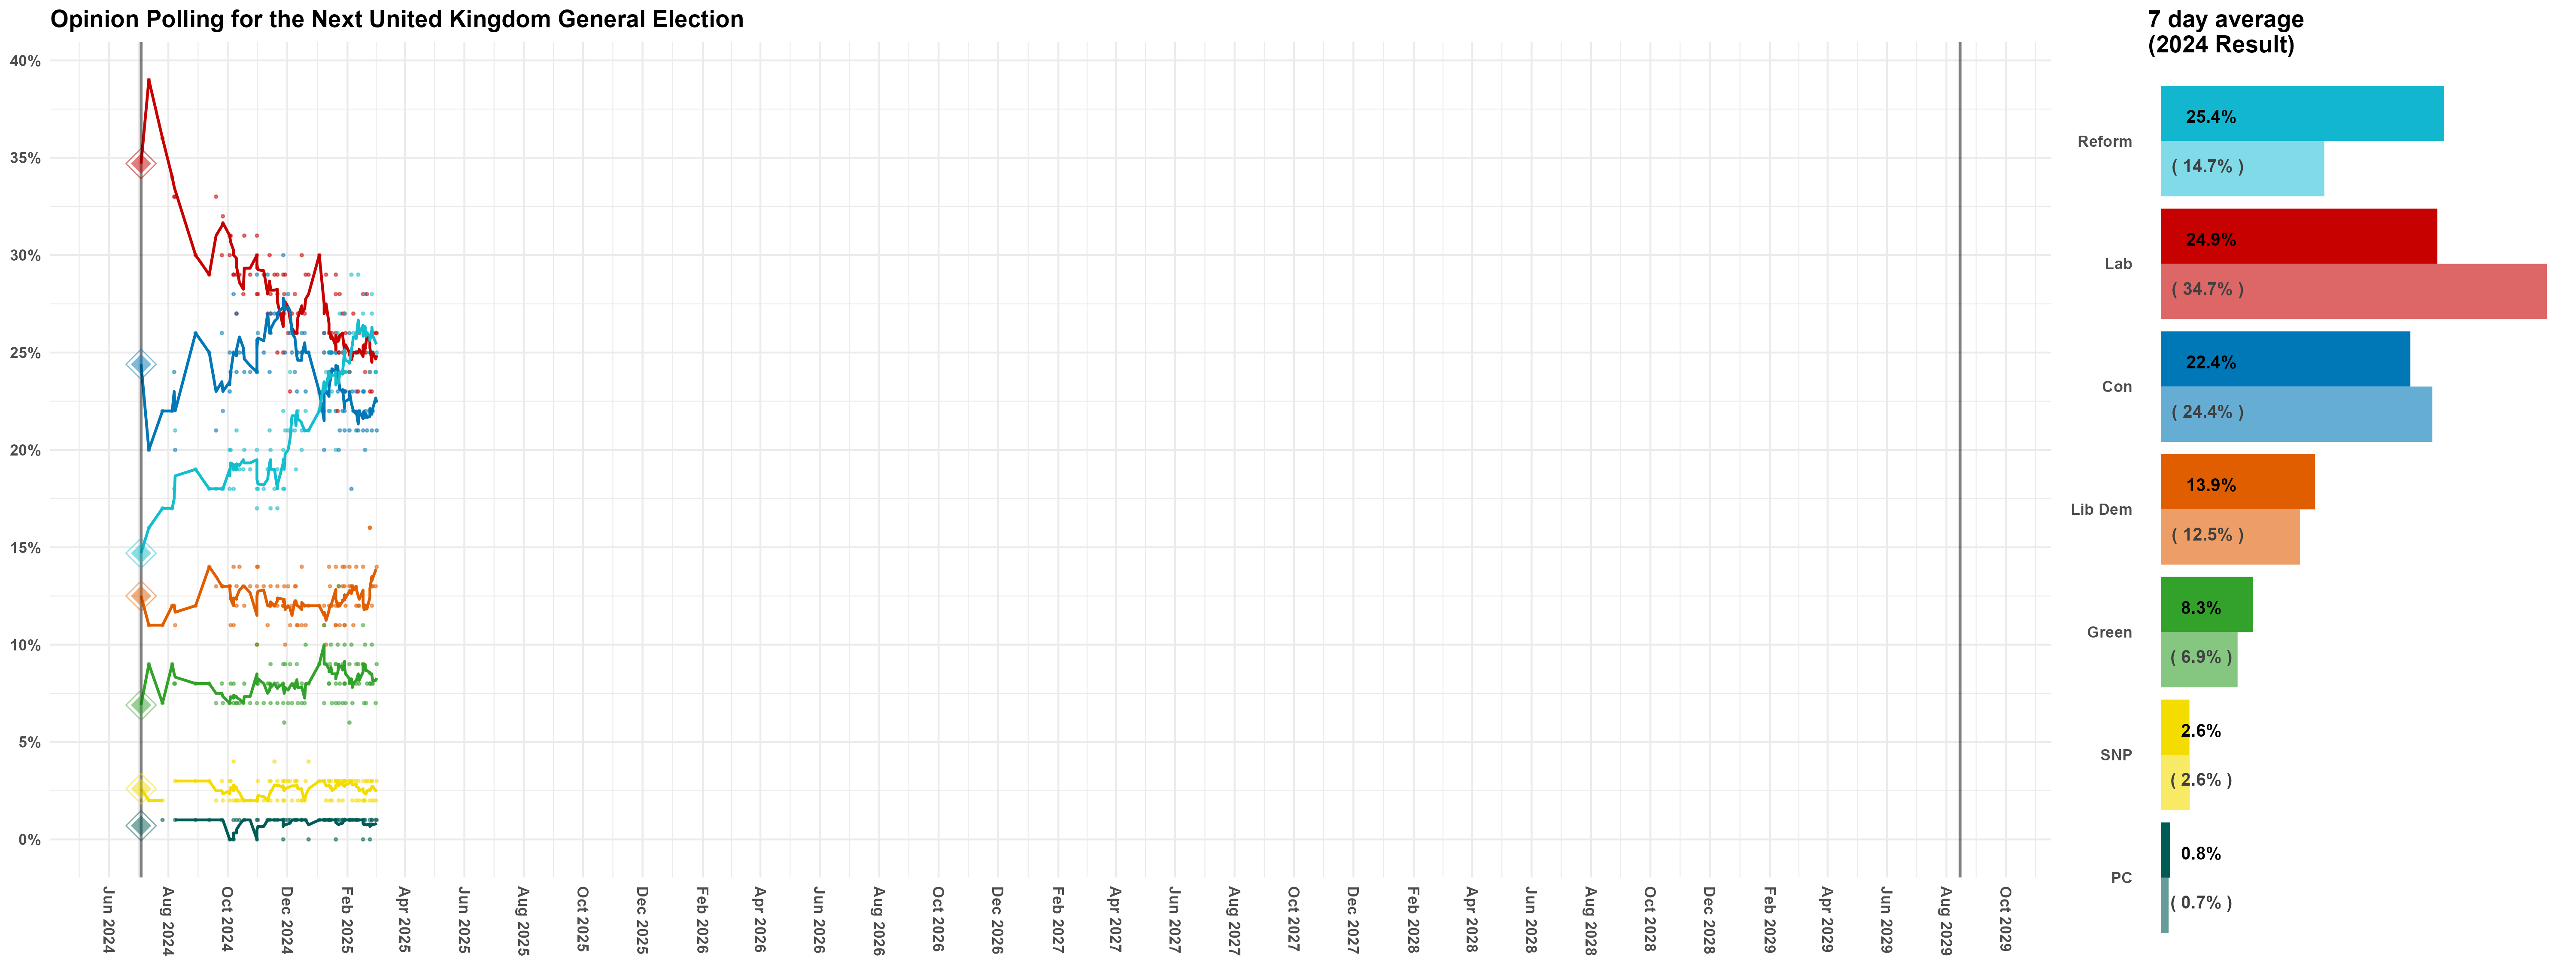 Opinion Polling for the Next United Kingdom General Election
40%
35%
30%
25%
20%
15%
10%
5%
0%
Jun 2024
Aug 2024
Oct 2024
Dec 2024
Feb 2025
Apr 2025
Jun 2025
Aug 2025
Oct 2025
Dec 2025
Feb 2026
Apr 2026
Jun 2026
Aug 2026
Oct 2026
Dec 2026
Feb 2027
Apr 2027
Jun 2027
Aug 2027
Oct 2027
Dec 2027
Feb 2028
Apr 2028
Jun 2028
Aug 2028
Oct 2028
Dec 2028
Feb 2029
Apr 2029
Jun 2029
Aug 2029
Oct 2029
7 day average
(2024 Result)
Reform
25.4%
( 14.7% )
Lab
24.9%
( 34.7% )
Con
22.4%
( 24.4% )
Lib Dem
13.9%
( 12.5% )
Green
8.3%
( 6.9% )
SNP
2.6%
( 2.6% )
PC
0.8%
( 0.7% )